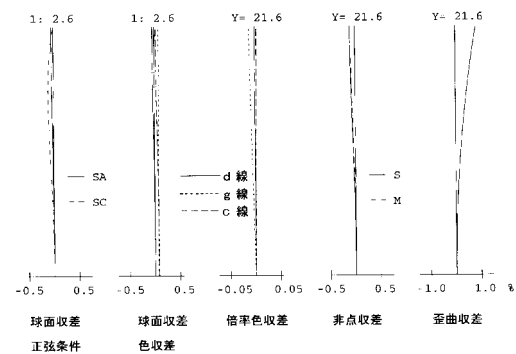 1: 2.6
1: 2.6
Y= 21.6
Y= 21.6
Y= 21.6
SA
SC
d 線
g 線
c 線
S
M
-0.5 0.5
-0.5 0.5
-0.05 0.05
-0.5 0.5
-1.0 1.0 %
球面収差
正弦条件
球面収差
色収差
倍率色収差
非点収差
歪曲収差